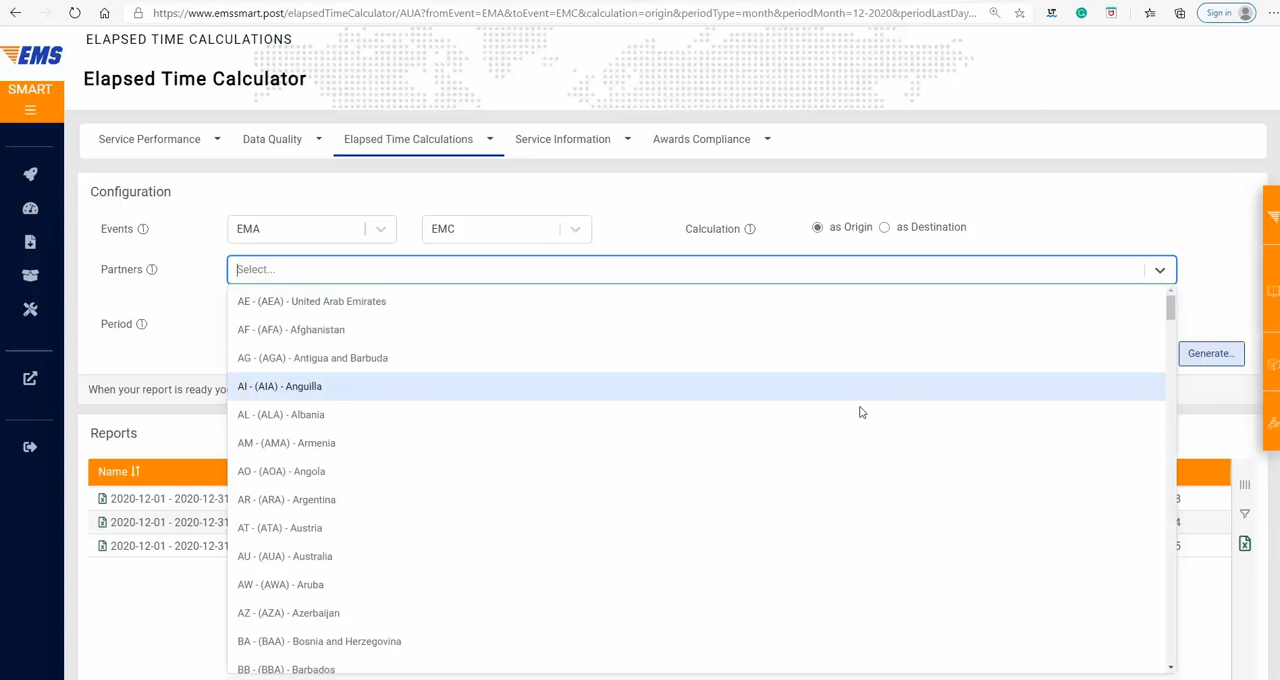 https://www.emssmart.post/elapsedTimeCalculator/AUA?fromEvent=EMA&toEvent=EMC&calculation=origin&periodType=month&periodMonth=12-2020&periodLastDay...
Sign in
EMS
SMART
ELAPSED TIME CALCULATIONS
Elapsed Time Calculator
Service Performance Data Quality Elapsed Time Calculations Service Information Awards Compliance
Configuration
Events EMA EMC Calculation as Origin as Destination
Partners Select...
AE - (AEA) - United Arab Emirates
AF - (AFA) - Afghanistan
Period
Generate...
AG - (AGA) - Antigua and Barbuda
AI - (AIA) - Anguilla
When your report is ready yo
AL - (ALA) - Albania
Reports
AM - (AMA) - Armenia
Name
AO - (AOA) - Angola
2020-12-01 - 2020-12-31
AR - (ARA) - Argentina
3
2020-12-01 - 2020-12-31
AT - (ATA) - Austria
4
2020-12-01 - 2020-12-31
AU - (AUA) - Australia
5
AW - (AWA) - Aruba
AZ - (AZA) - Azerbaijan
BA - (BAA) - Bosnia and Herzegovina
BB - (BBA) - Barbados